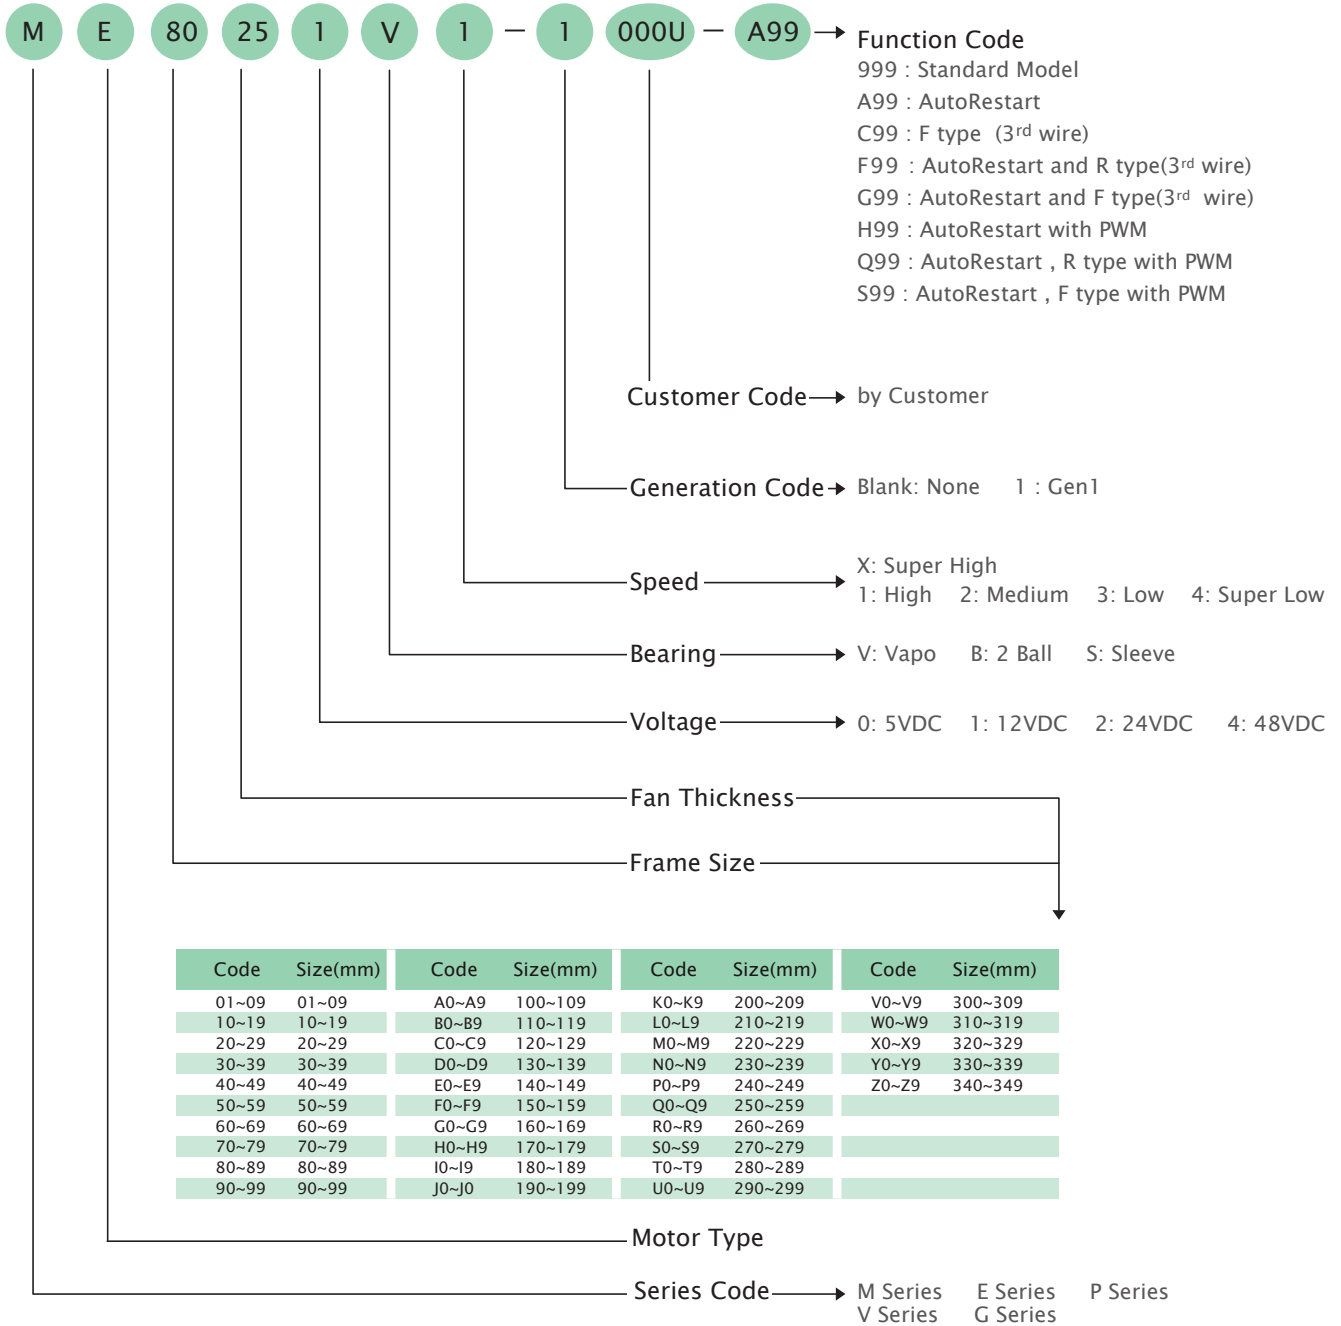 M E 80 25 1 V 1 – 1 000U – A99
Function Code
999 : Standard Model
A99 : AutoRestart
C99 : F type (3rd wire)
F99 : AutoRestart and R type(3rd wire)
G99 : AutoRestart and F type(3rd wire)
H99 : AutoRestart with PWM
Q99 : AutoRestart , R type with PWM
S99 : AutoRestart , F type with PWM
Customer Code by Customer
Generation Code Blank: None 1 : Gen1
Speed
X: Super High
1: High 2: Medium 3: Low 4: Super Low
Bearing V: Vapo B: 2 Ball S: Sleeve
Voltage 0: 5VDC 1: 12VDC 2: 24VDC 4: 48VDC
Fan Thickness
Frame Size
Code Size(mm) Code Size(mm) Code Size(mm) Code Size(mm)
01~09 01~09 A0~A9 100~109 K0~K9 200~209 V0~V9 300~309
10~19 10~19 B0~B9 110~119 L0~L9 210~219 W0~W9 310~319
20~29 20~29 C0~C9 120~129 M0~M9 220~229 X0~X9 320~329
30~39 30~39 D0~D9 130~139 N0~N9 230~239 Y0~Y9 330~339
40~49 40~49 E0~E9 140~149 P0~P9 240~249 Z0~Z9 340~349
50~59 50~59 F0~F9 150~159 Q0~Q9 250~259
60~69 60~69 G0~G9 160~169 R0~R9 260~269
70~79 70~79 H0~H9 170~179 S0~S9 270~279
80~89 80~89 I0~I9 180~189 T0~T9 280~289
90~99 90~99 J0~J0 190~199 U0~U9 290~299
Motor Type
Series Code M Series E Series P Series
V Series G Series